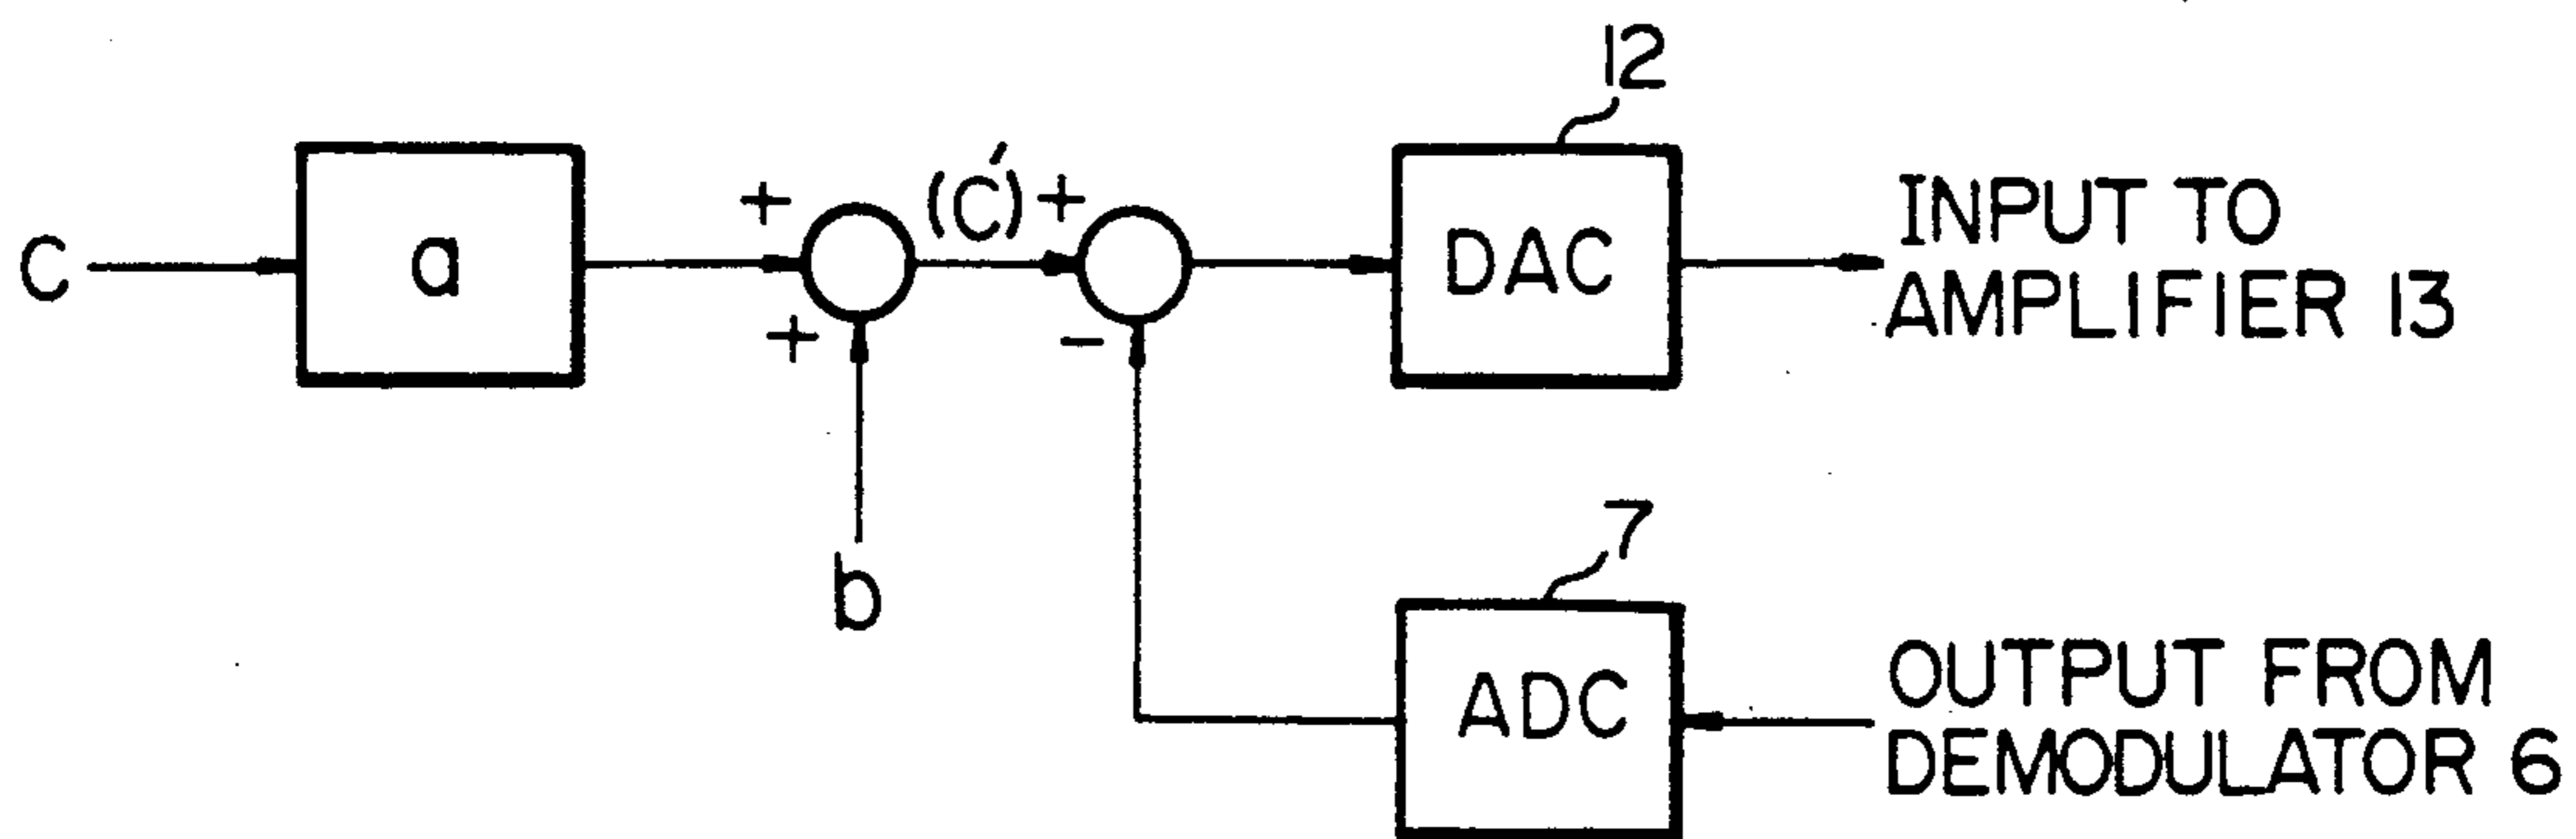 12
C
a
+
+
(C')
+
-
DAC
INPUT TO
AMPLIFIER 13
b
7
ADC
OUTPUT FROM
DEMODULATOR 6